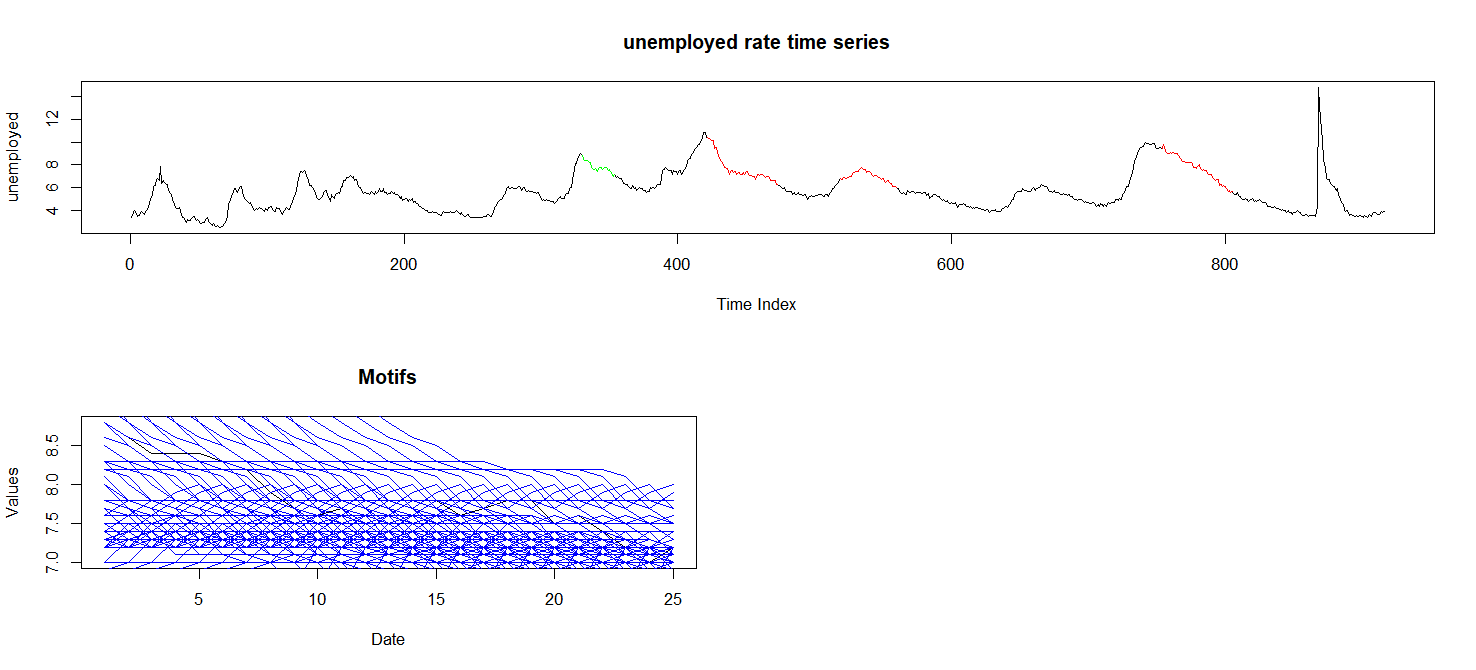 unemployed rate time series
unemployed
4 6 8 12
0 200 400 600 800
Time Index
Motifs
Values
7.0 7.5 8.0 8.5
5 10 15 20 25
Date